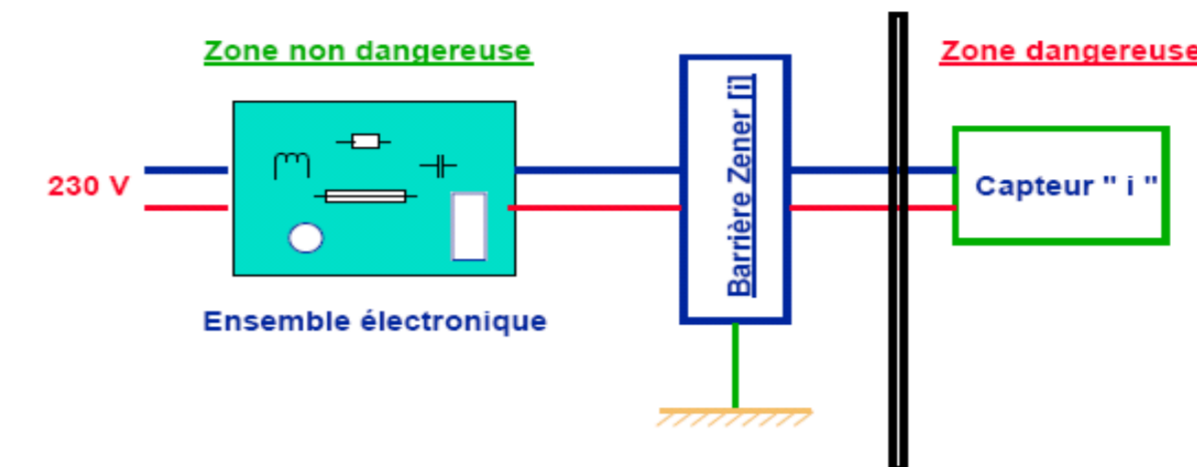 Zone non dangereuse
Zone dangereuse
230 V
Barrière Zener [i]
Capteur " i "
Ensemble électronique